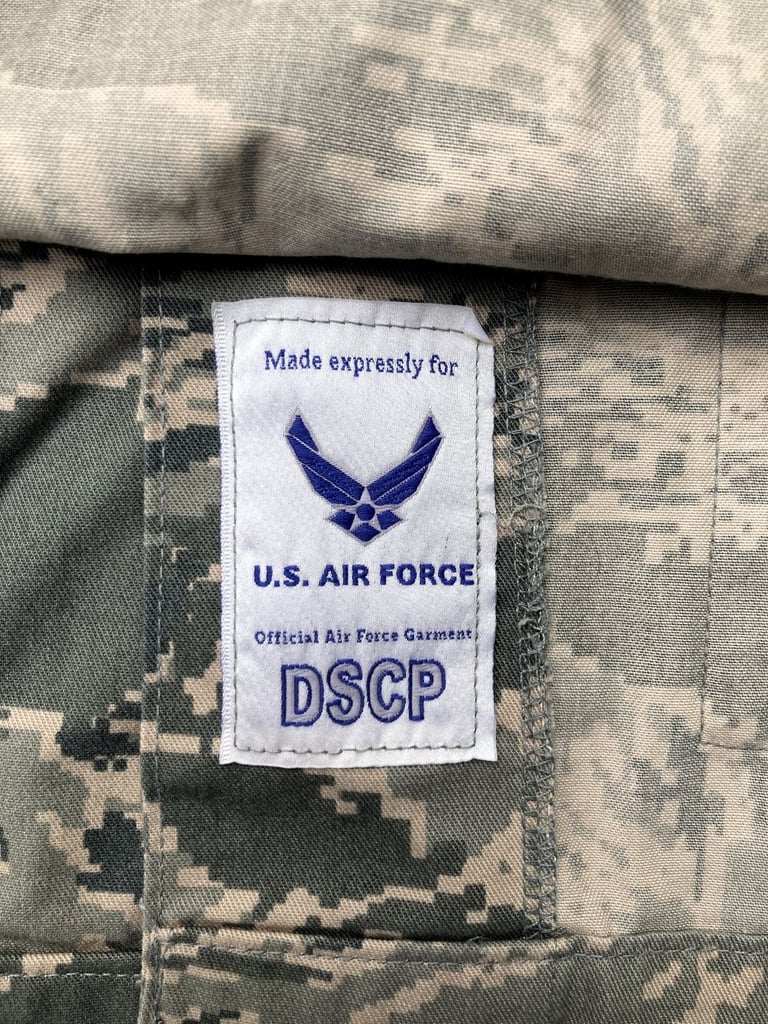 Made expressly for
U.S. AIR FORCE
Official Air Force Garment
DSCP